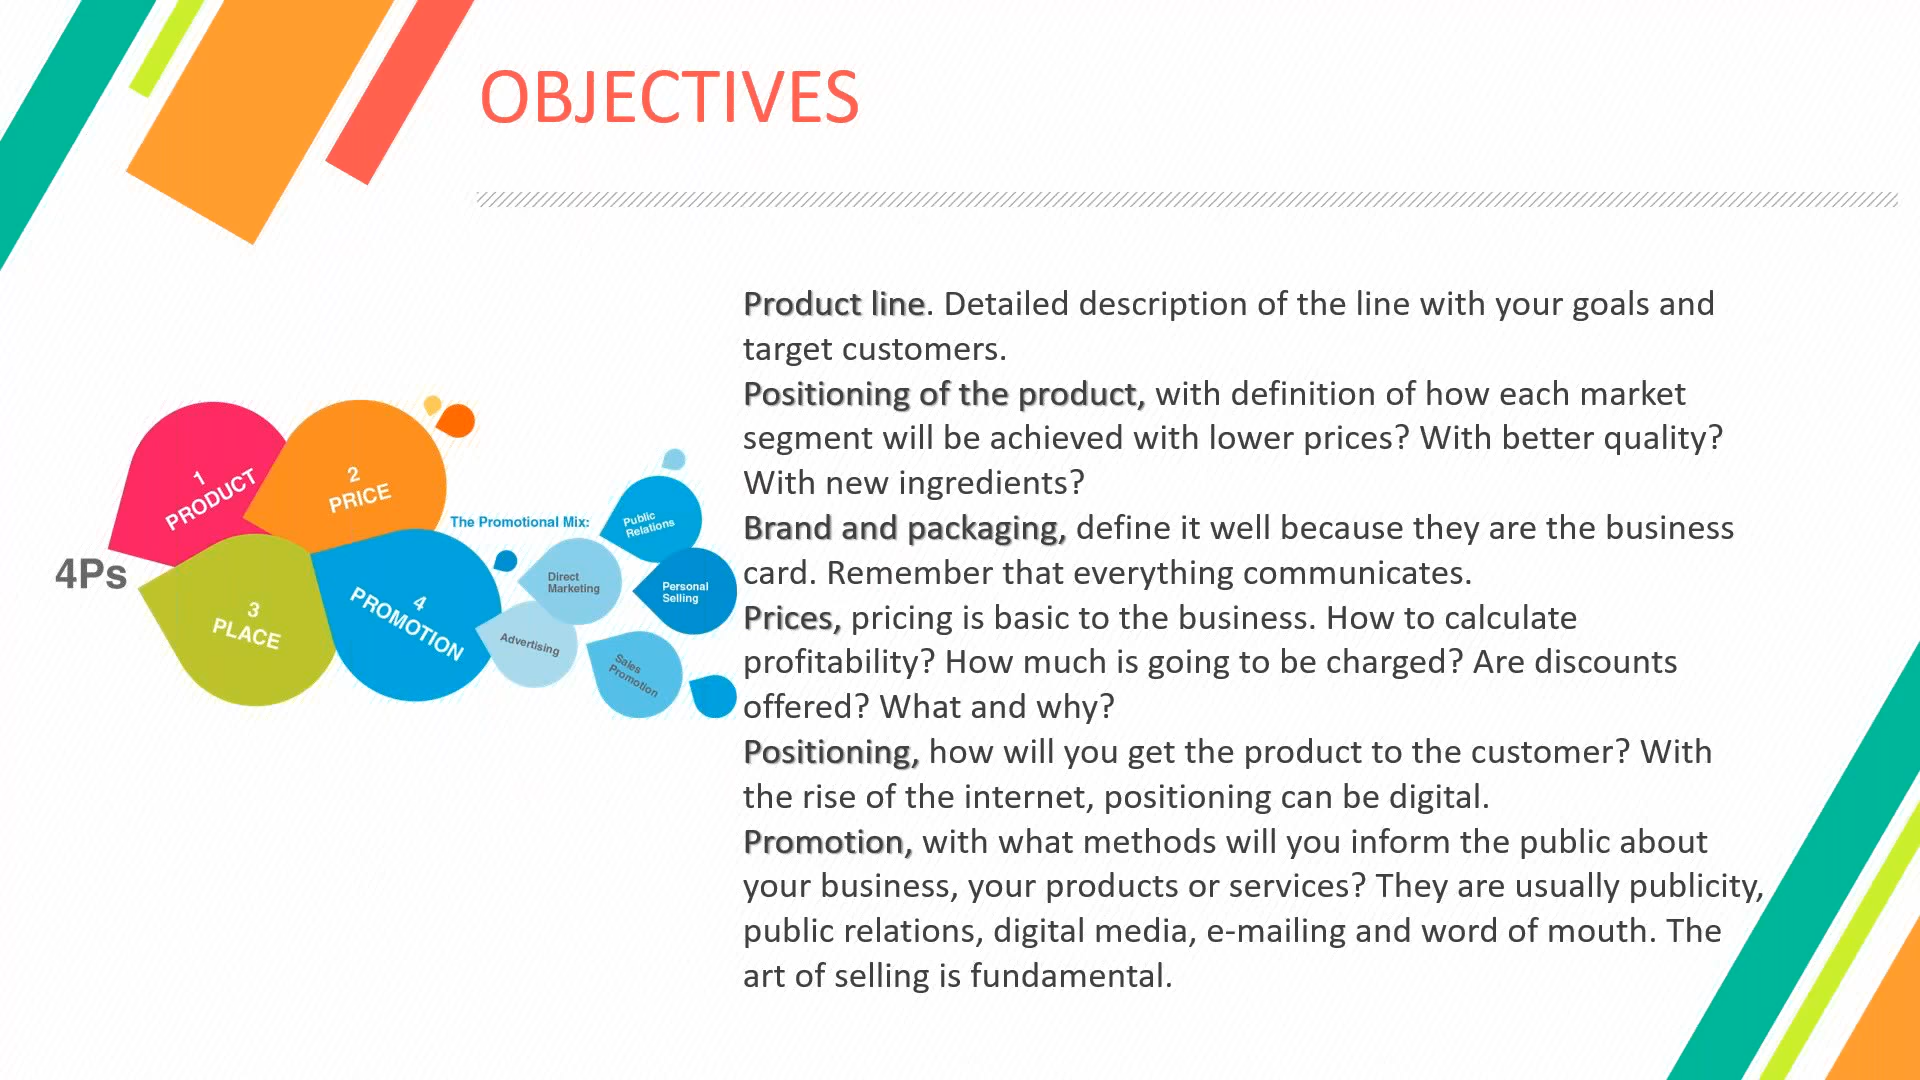 OBJECTIVES
Product line. Detailed description of the line with your goals and
target customers.
Positioning of the product, with definition of how each market
segment will be achieved with lower prices? With better quality?
With new ingredients?
Brand and packaging, define it well because they are the business
card. Remember that everything communicates.
Prices, pricing is basic to the business. How to calculate
profitability? How much is going to be charged? Are discounts
offered? What and why?
Positioning, how will you get the product to the customer? With
the rise of the internet, positioning can be digital.
Promotion, with what methods will you inform the public about
your business, your products or services? They are usually publicity,
public relations, digital media, e-mailing and word of mouth. The
art of selling is fundamental.
4Ps
1
PRODUCT
2
PRICE
3
PLACE
4
PROMOTION
The Promotional Mix:
Public
Relations
Direct
Marketing
Personal
Selling
Advertising
Sales
Promotion